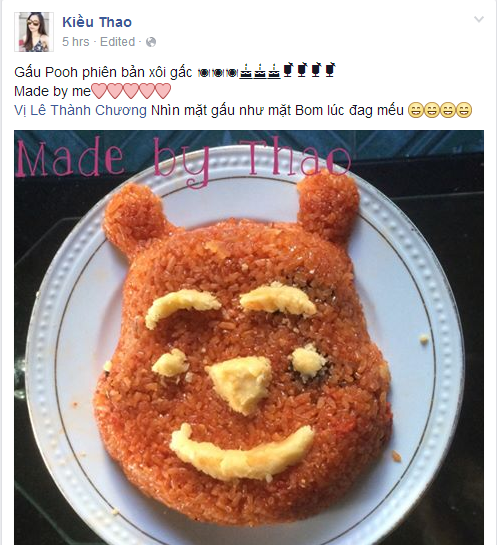 Kiều Thao
5 hrs · Edited ·
Gấu Pooh phiên bản xôi gấc 🍽🍽🍽🎂🎂🎂🍹🍹🍹🍹
Made by me💗💗💗💗💗
Vị Lê Thành Chương Nhìn mặt gấu như mặt Bom lúc đag mếu 😄😄😄😄
Made by Thao